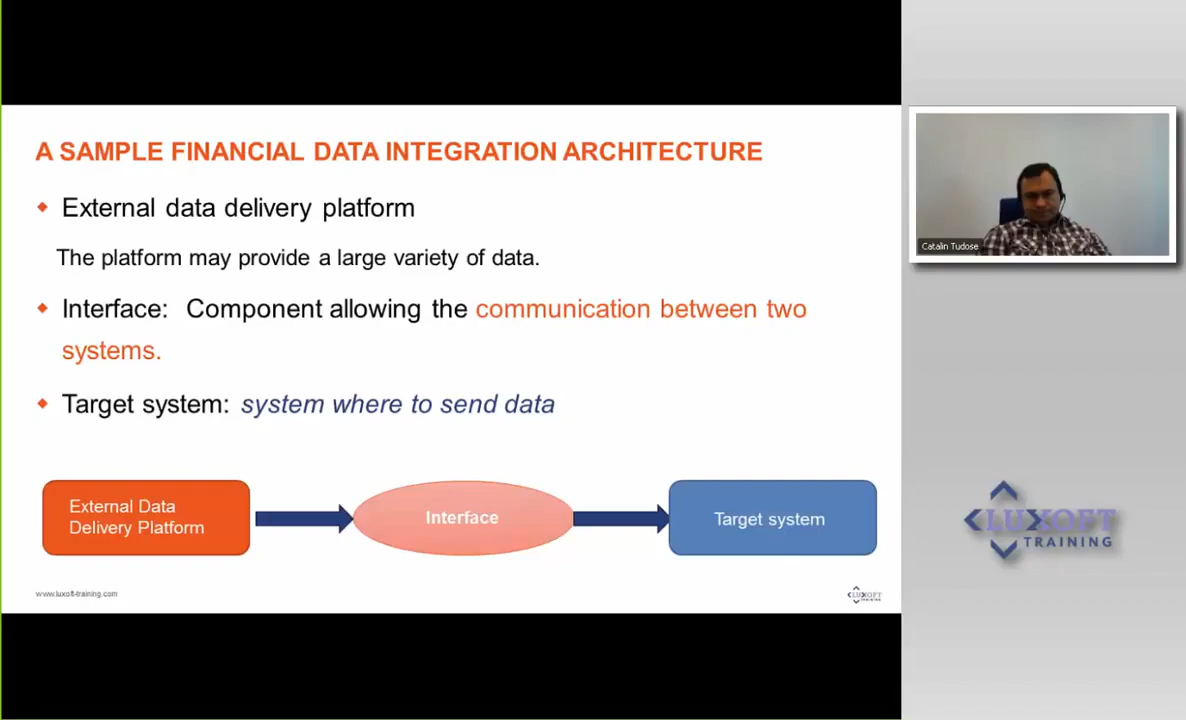 A SAMPLE FINANCIAL DATA INTEGRATION ARCHITECTURE
External data delivery platform
The platform may provide a large variety of data.
Interface: Component allowing the communication between two
systems.
Target system: system where to send data
External Data
Delivery Platform
Interface
Target system
www.luxoft-training.com
LUXOFT
Catalin Tudose
LUXOFT
TRAINING